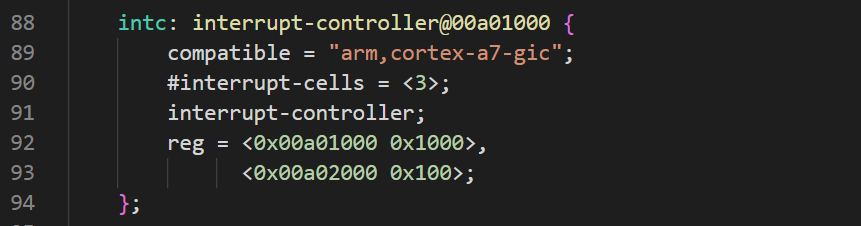 88 intc: interrupt-controller@00a01000 {
89 compatible = "arm,cortex-a7-gic";
90 #interrupt-cells = <3>;
91 interrupt-controller;
92 reg = <0x00a01000 0x1000>,
93 <0x00a02000 0x100>;
94 };